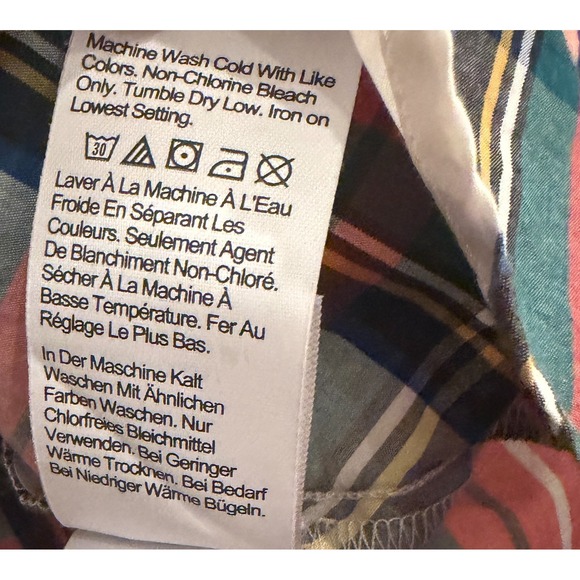 Machine Wash Cold With Like
Colors. Non-Chlorine Bleach
Only. Tumble Dry Low. Iron on
Lowest Setting.
30
Laver À La Machine À L'Eau
Froide En Séparant Les
Couleurs. Seulement Agent
De Blanchiment Non-Chloré.
Sécher À La Machine À
Basse Température. Fer Au
Réglage Le Plus Bas.
In Der Maschine Kalt
Waschen Mit Ähnlichen
Farben Waschen. Nur
Chlorfreies Bleichmittel
Verwenden. Bei Geringer
Wärme Trocknen. Bei Bedarf
Bei Niedriger Wärme Bügeln.